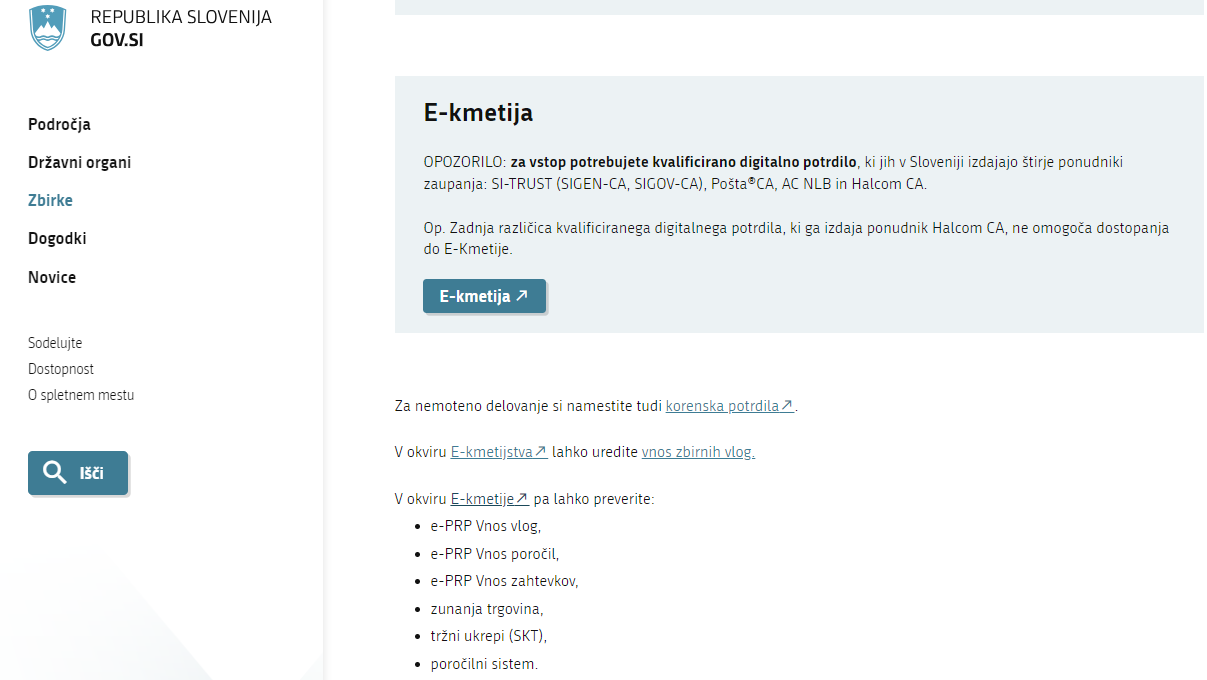 REPUBLIKA SLOVENIJA
GOV.SI
Področja
Državni organi
Zbirke
Dogodki
Novice
Sodelujte
Dostopnost
O spletnem mestu
Išči
E-kmetija
OPOZORILO: za vstop potrebujete kvalificirano digitalno potrdilo, ki jih v Sloveniji izdajajo štirje ponudniki
zaupanja: SI-TRUST (SIGEN-CA, SIGOV-CA), Pošta®CA, AC NLB in Halcom CA.
Op. Zadnja različica kvalificiranega digitalnega potrdila, ki ga izdaja ponudnik Halcom CA, ne omogoča dostopanja
do E-Kmetije.
E-kmetija
Za nemoteno delovanje si namestite tudi korenska potrdila.
V okviru E-kmetijstva lahko uredite vnos zbirnih vlog.
V okviru E-kmetije pa lahko preverite:
• e-PRP Vnos vlog,
• e-PRP Vnos poročil,
• e-PRP Vnos zahtevkov,
• zunanja trgovina,
• tržni ukrepi (SKT),
• poročilni sistem.